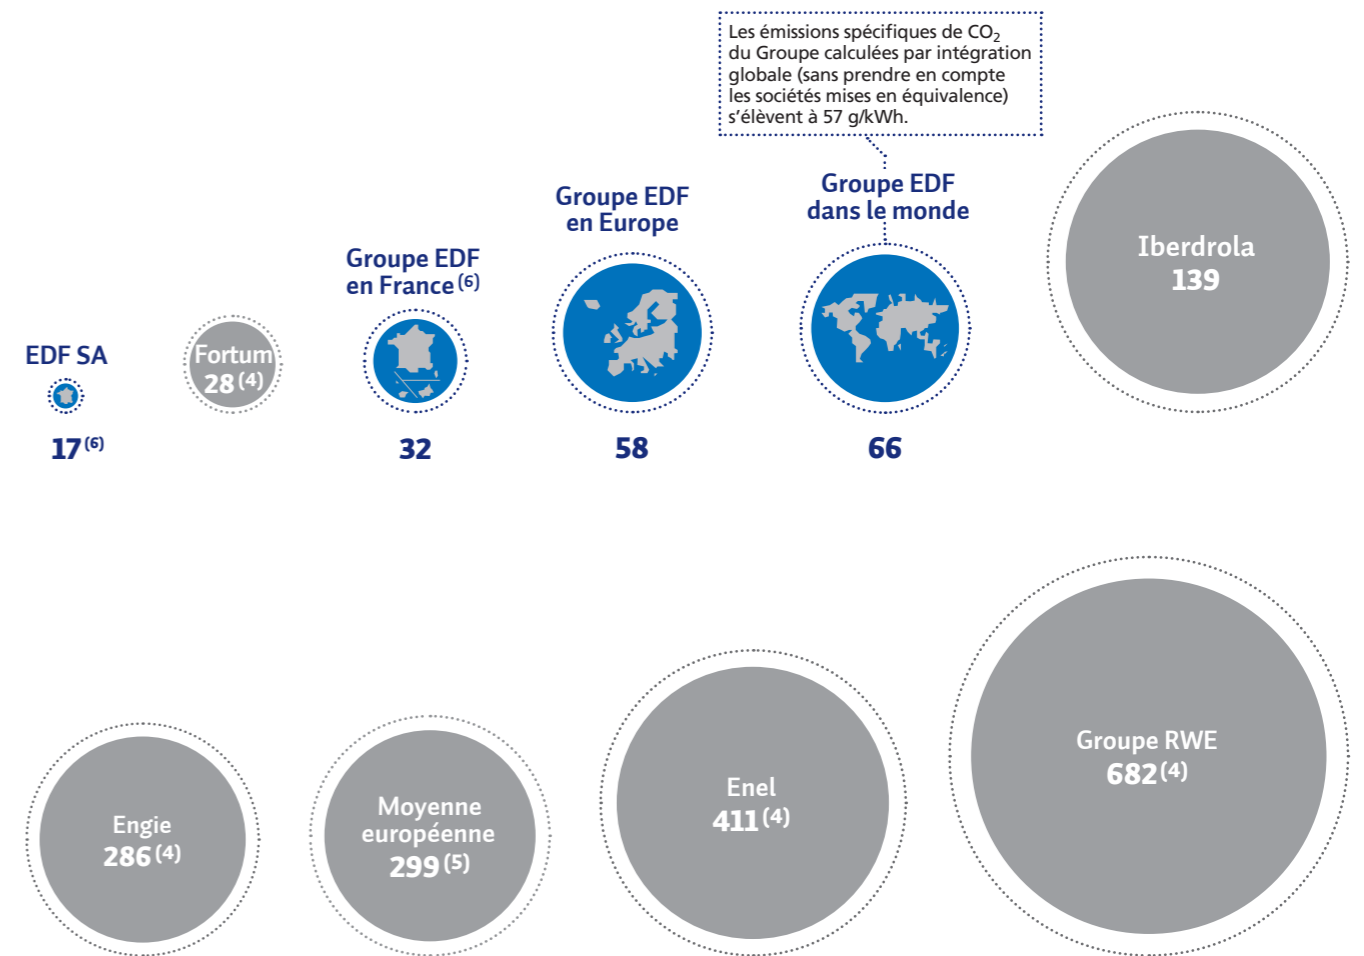 Les émissions spécifiques de CO2
du Groupe calculées par intégration
globale (sans prendre en compte
les sociétés mises en équivalence)
s'élèvent à 57 g/kWh.
EDF SA
17 (6)
Fortum
28 (4)
Groupe EDF
en France (6)
32
Groupe EDF
en Europe
58
Groupe EDF
dans le monde
66
Iberdrola
139
Engie
286 (4)
Moyenne
européenne
299 (5)
Enel
411 (4)
Groupe RWE
682 (4)